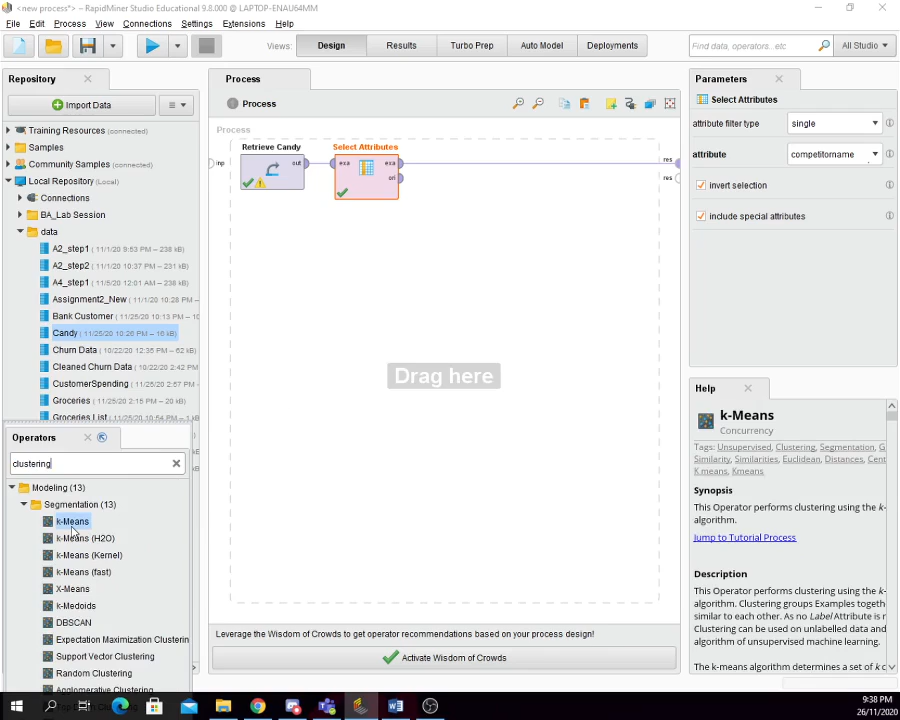 <new process*> – RapidMiner Studio Educational 9.8.000 @ LAPTOP-ENAU64MM
File Edit Process View Connections Settings Extensions Help
Views: Design Results Turbo Prep Auto Model Deployments Find data, operators...etc All Studio
Repository
Import Data
Training Resources (connected)
Samples
Community Samples (connected)
Local Repository (Local)
Connections
BA_Lab Session
data
A2_step1 ( 11/1/20 9:53 PM – 238 kB)
A2_step2 ( 11/1/20 10:37 PM – 231 kB)
A4_step1 ( 11/5/20 12:01 AM – 238 kB)
Assignment2_New ( 11/1/20 10:28 PM –
Bank Customer ( 11/25/20 10:13 PM – 10
Candy ( 11/25/20 10:26 PM – 16 kB)
Churn Data ( 10/22/20 12:35 PM – 62 kB)
Cleaned Churn Data ( 10/22/20 2:42 PM
CustomerSpending ( 11/25/20 2:57 PM
Groceries ( 11/25/20 2:15 PM – 20 kB)
Groceries List ( 11/25/20 10:54 PM – 1 kB
Operators
clustering
Modeling (13)
Segmentation (13)
k-Means
k-Means (H2O)
k-Means (Kernel)
k-Means (fast)
X-Means
k-Medoids
DBSCAN
Expectation Maximization Clusterin
Support Vector Clustering
Random Clustering
Agglomerative Clustering
Process
Process
Process
inp
Retrieve Candy
out
Select Attributes
exa exa
ori
res
res
Drag here
Leverage the Wisdom of Crowds to get operator recommendations based on your process design!
Activate Wisdom of Crowds
Parameters
Select Attributes
attribute filter type single
attribute competitorname
invert selection
include special attributes
Help
k-Means
Concurrency
Tags: Unsupervised, Clustering, Segmentation, G
Similarity, Similarities, Euclidean, Distances, Cent
K means, Kmeans
Synopsis
This Operator performs clustering using the k-
algorithm.
Jump to Tutorial Process
Description
This Operator performs clustering using the k-
algorithm. Clustering groups Examples togeth
similar to each other. As no Label Attribute is r
Clustering can be used on unlabelled data and
algorithm of unsupervised machine learning.
The k-means algorithm determines a set of k c
9:38 PM
26/11/2020